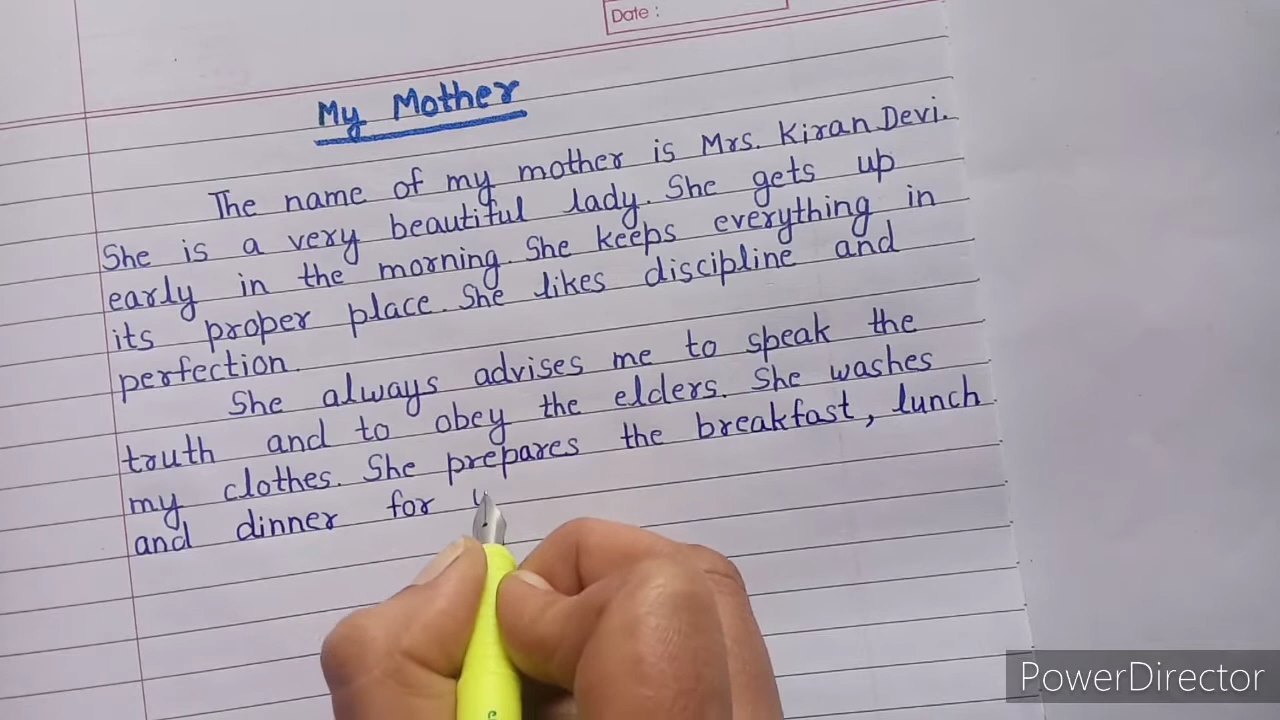 Date :
My Mother
The name of my mother is Mrs. Kiran Devi.
She is a very beautiful lady. She gets up
early in the morning. She keeps everything in
its proper place. She likes discipline and
perfection.
She always advises me to speak the
truth and to obey the elders. She washes
my clothes. She prepares the breakfast, lunch
and dinner for
PowerDirector